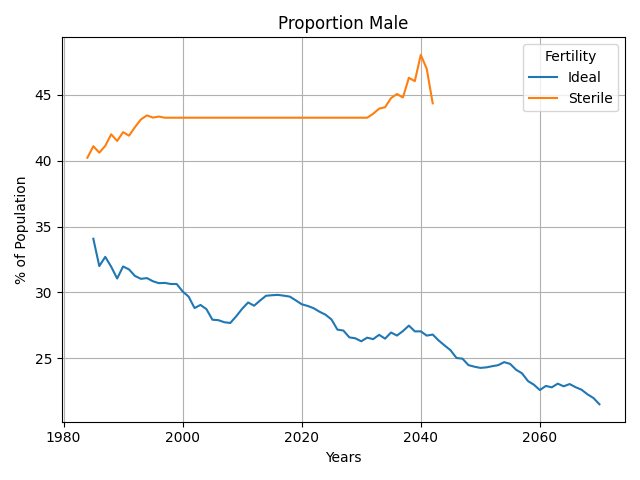 Proportion Male
Fertility
Ideal
Sterile
% of Population
45
40
35
30
25
1980
2000
2020
2040
2060
Years